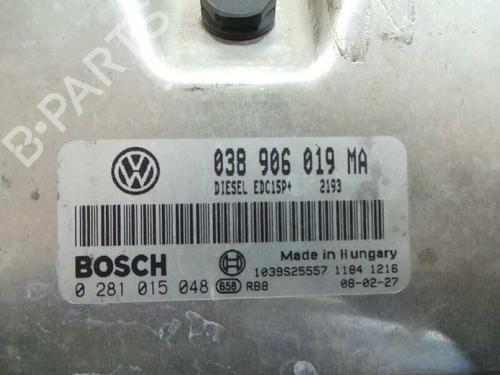 B-PARTS
VW
038 906 019 MA
DIESEL EDC15P+ 2193
BOSCH
Made in Hungary
1039S25557 1184 1216
0 281 015 048 658 RB8 08-02-27